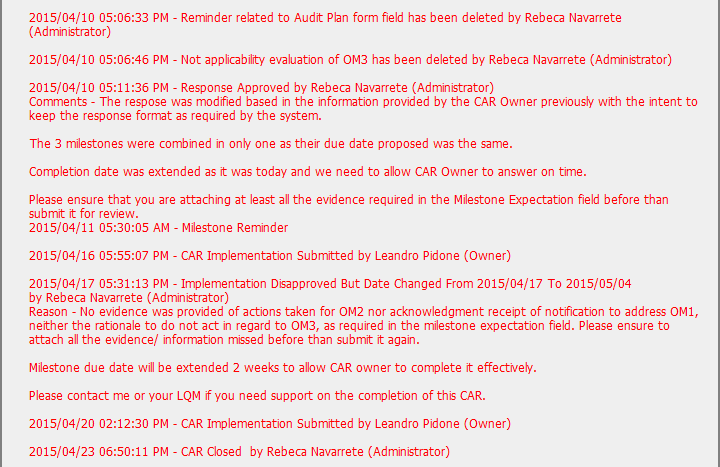 2015/04/10 05:06:33 PM - Reminder related to Audit Plan form field has been deleted by Rebeca Navarrete
(Administrator)
2015/04/10 05:06:46 PM - Not applicability evaluation of OM3 has been deleted by Rebeca Navarrete (Administrator)
2015/04/10 05:11:36 PM - Response Approved by Rebeca Navarrete (Administrator)
Comments - The respose was modified based in the information provided by the CAR Owner previously with the intent to
keep the response format as required by the system.
The 3 milestones were combined in only one as their due date proposed was the same.
Completion date was extended as it was today and we need to allow CAR Owner to answer on time.
Please ensure that you are attaching at least all the evidence required in the Milestone Expectation field before than
submit it for review.
2015/04/11 05:30:05 AM - Milestone Reminder
2015/04/16 05:55:07 PM - CAR Implementation Submitted by Leandro Pidone (Owner)
2015/04/17 05:31:13 PM - Implementation Disapproved But Date Changed From 2015/04/17 To 2015/05/04
by Rebeca Navarrete (Administrator)
Reason - No evidence was provided of actions taken for OM2 nor acknowledgment receipt of notification to address OM1,
neither the rationale to do not act in regard to OM3, as required in the milestone expectation field. Please ensure to
attach all the evidence/ information missed before than submit it again.
Milestone due date will be extended 2 weeks to allow CAR owner to complete it effectively.
Please contact me or your LQM if you need support on the completion of this CAR.
2015/04/20 02:12:30 PM - CAR Implementation Submitted by Leandro Pidone (Owner)
2015/04/23 06:50:11 PM - CAR Closed  by Rebeca Navarrete (Administrator)